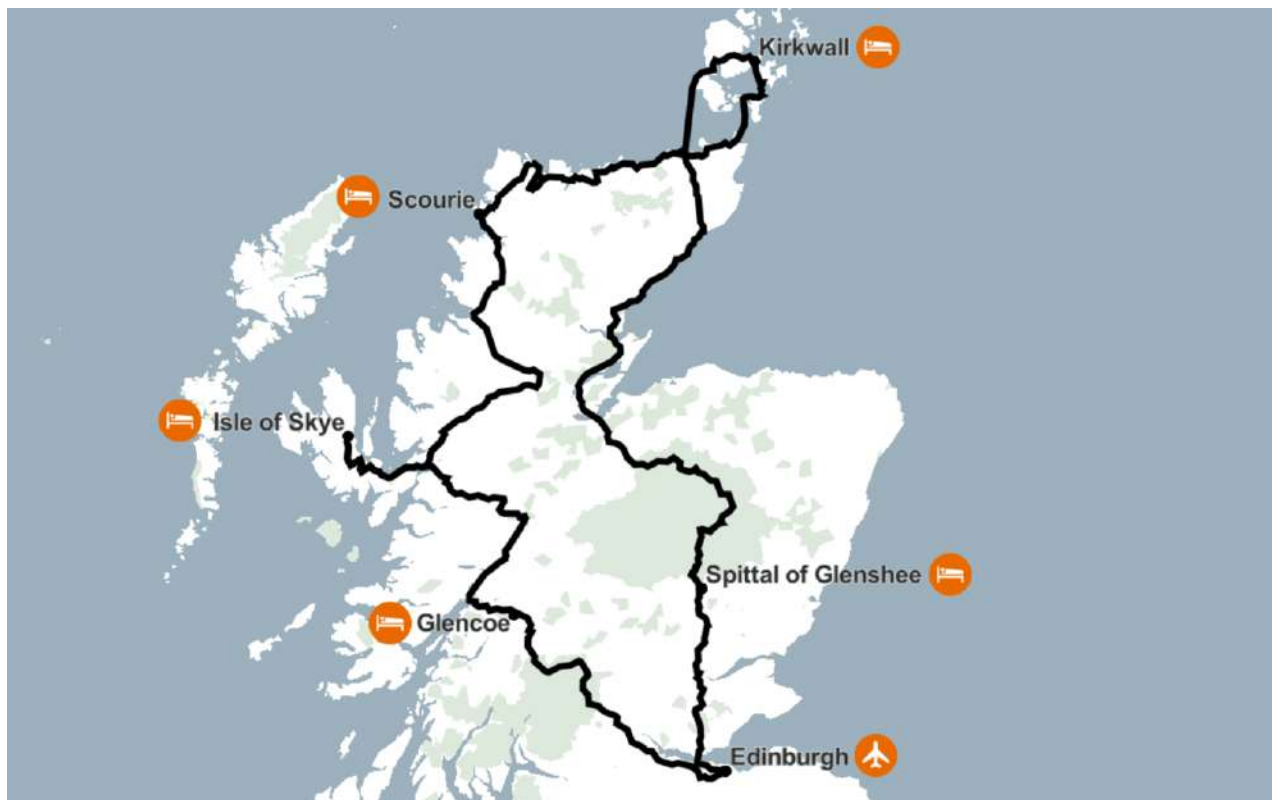 Kirkwall
Scourie
Isle of Skye
Spittal of Glenshee
Glencoe
Edinburgh